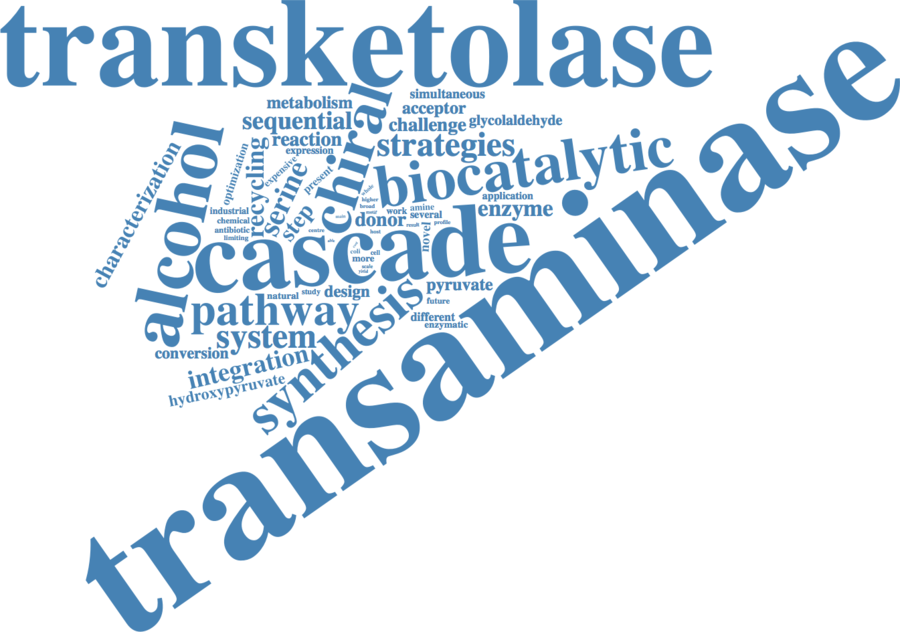 transketolase
transaminase
simultaneous
metabolism
acceptor
sequential
challenge
glycolaldehyde
reaction
expression
strategies
chiral
alcohol
characterization
optimization
recycling
expensive
serine
present
step
biocatalytic
application
enzyme
whole
higher
broad
work
amine
several
donor
result
profile
industrial
chemical
antibiotic
limiting
centre
host
novel
cascade
coli
cell
more
scale
yield
natural
study
design
pyruvate
future
pathway
synthesis
different
enzymatic
system
conversion
integration
hydroxypyruvate